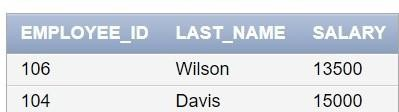 EMPLOYEE_ID LAST_NAME SALARY
106 Wilson 13500
104 Davis 15000